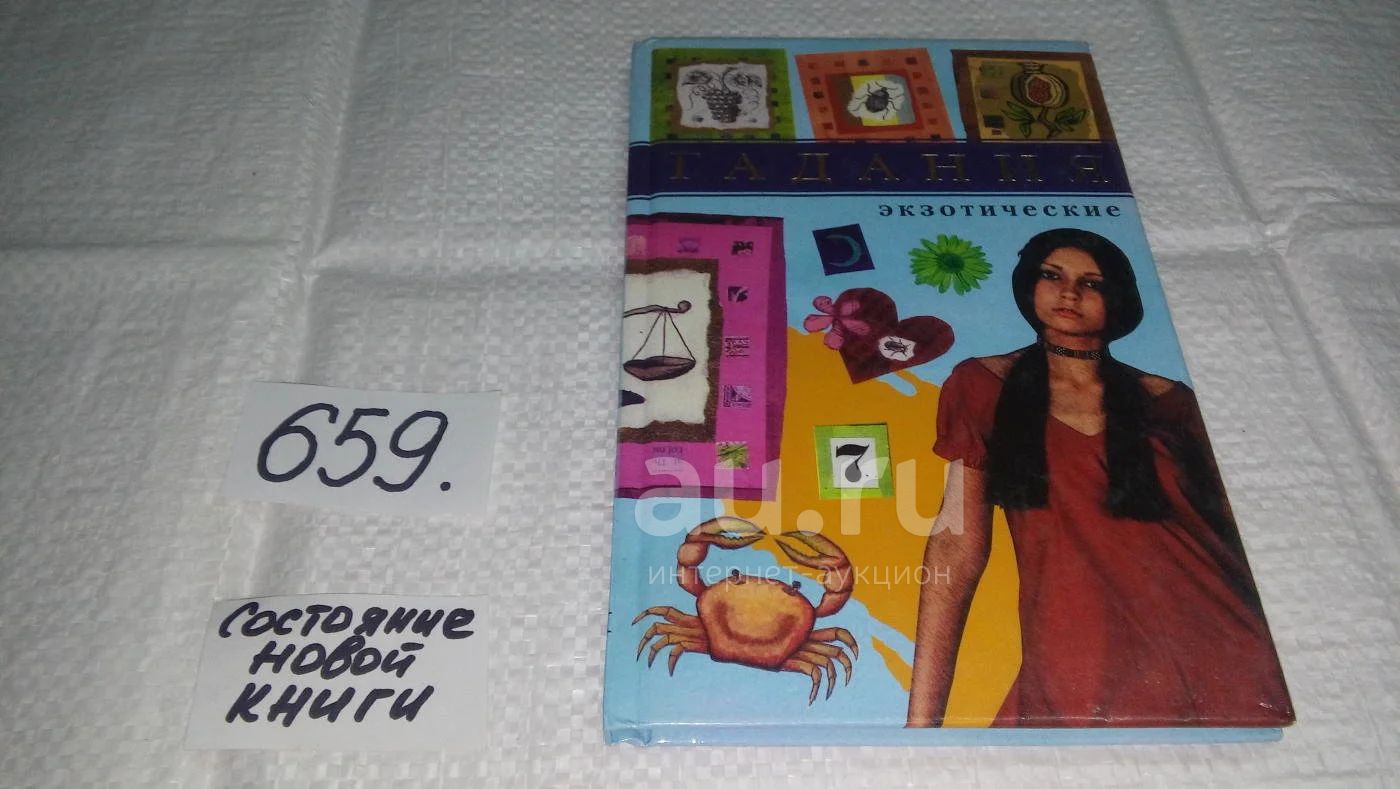 ГАДАНИЯ
экзотические
7
659.
au.ru
интернет-аукцион
состояние
новой
книги